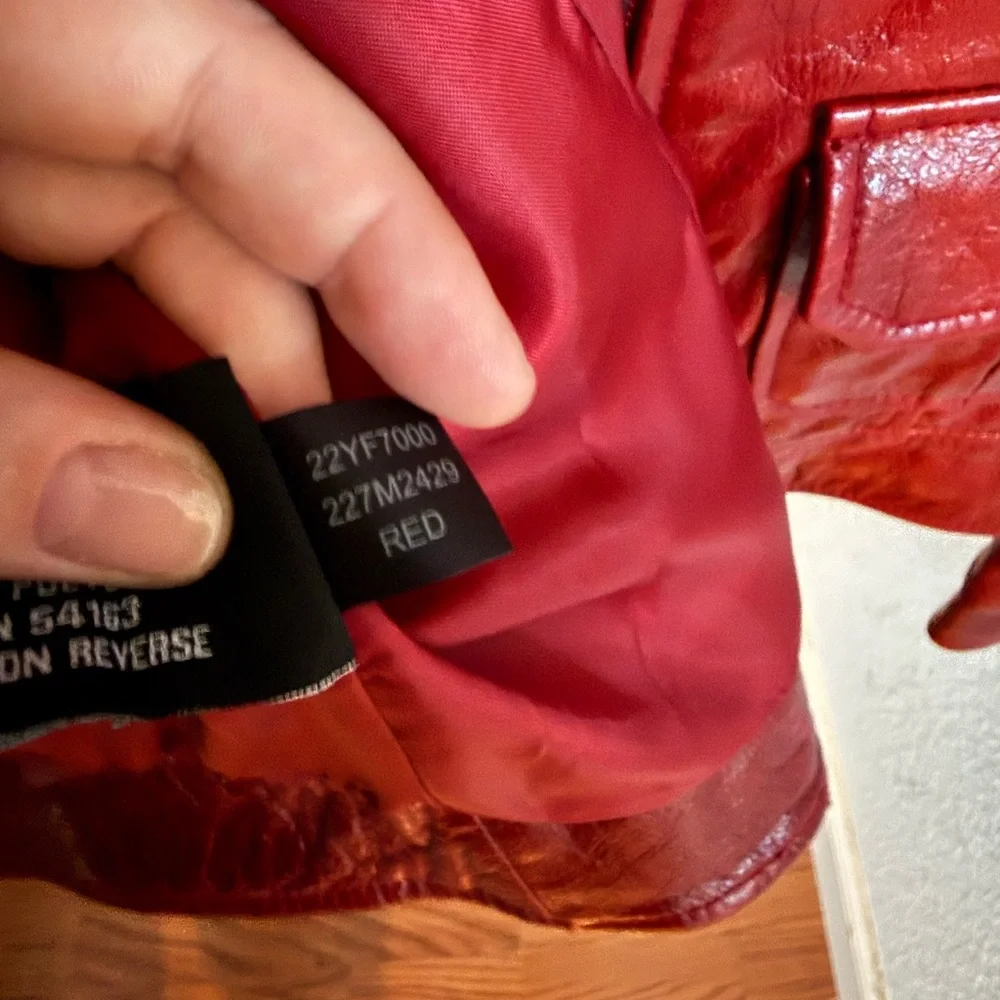 22YF7000
227M2429
RED
N 54163
ON REVERSE